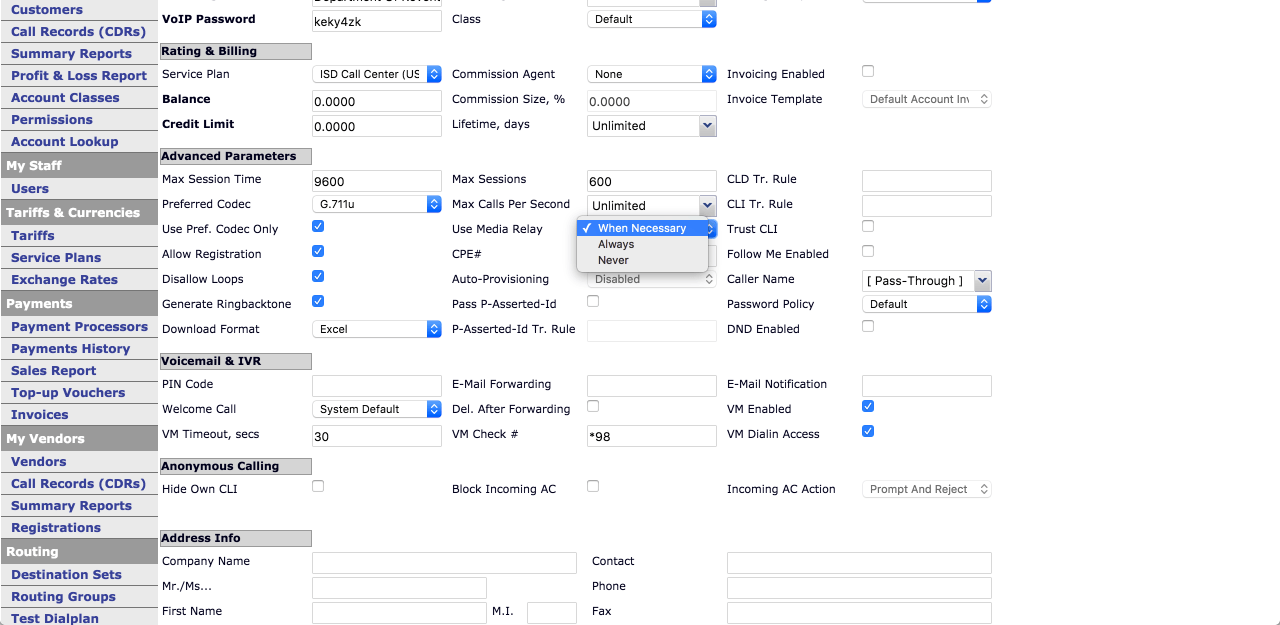 Customers
Call Records (CDRs)
Summary Reports
Profit & Loss Report
Account Classes
Permissions
Account Lookup
My Staff
Users
Tariffs & Currencies
Tariffs
Service Plans
Exchange Rates
Payments
Payment Processors
Payments History
Sales Report
Top-up Vouchers
Invoices
My Vendors
Vendors
Call Records (CDRs)
Summary Reports
Registrations
Routing
Destination Sets
Routing Groups
Test Dialplan
VoIP Password keky4zk Class Default
Rating & Billing
Service Plan ISD Call Center (US Commission Agent None Invoicing Enabled
Balance 0.0000 Commission Size, % 0.0000 Invoice Template Default Account Inv
Credit Limit 0.0000 Lifetime, days Unlimited
Advanced Parameters
Max Session Time 9600 Max Sessions 600 CLD Tr. Rule
Preferred Codec G.711u Max Calls Per Second Unlimited CLI Tr. Rule
Use Pref. Codec Only Use Media Relay When Necessary Trust CLI
Always
Allow Registration CPE# Never Follow Me Enabled
Disallow Loops Auto-Provisioning Disabled Caller Name [ Pass-Through ]
Generate Ringbacktone Pass P-Asserted-Id Password Policy Default
Download Format Excel P-Asserted-Id Tr. Rule DND Enabled
Voicemail & IVR
PIN Code E-Mail Forwarding E-Mail Notification
Welcome Call System Default Del. After Forwarding VM Enabled
VM Timeout, secs 30 VM Check # *98 VM Dialin Access
Anonymous Calling
Hide Own CLI Block Incoming AC Incoming AC Action Prompt And Reject
Address Info
Company Name Contact
Mr./Ms... Phone
First Name M.I. Fax